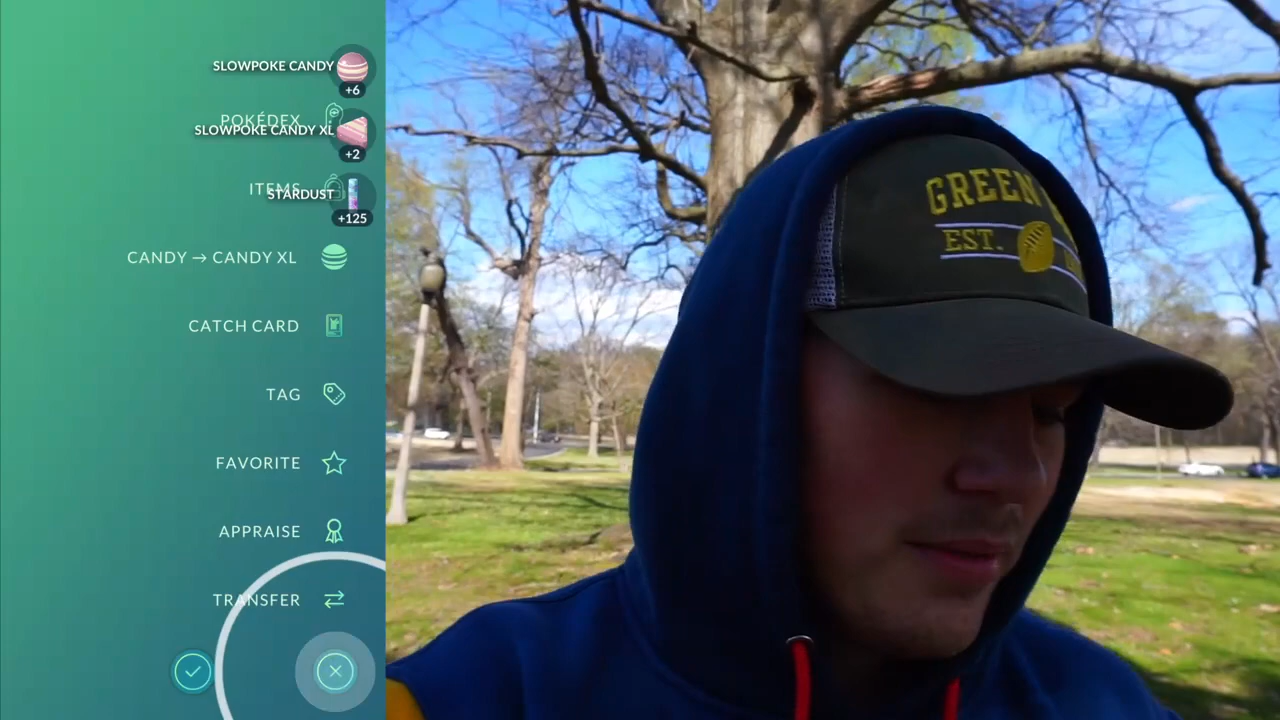 SLOWPOKE CANDY
+6
POKÉDEX
SLOWPOKE CANDY XL
+2
ITEMS
STARDUST
+125
CANDY → CANDY XL
CATCH CARD
TAG
FAVORITE
APPRAISE
TRANSFER
GREEN
EST.